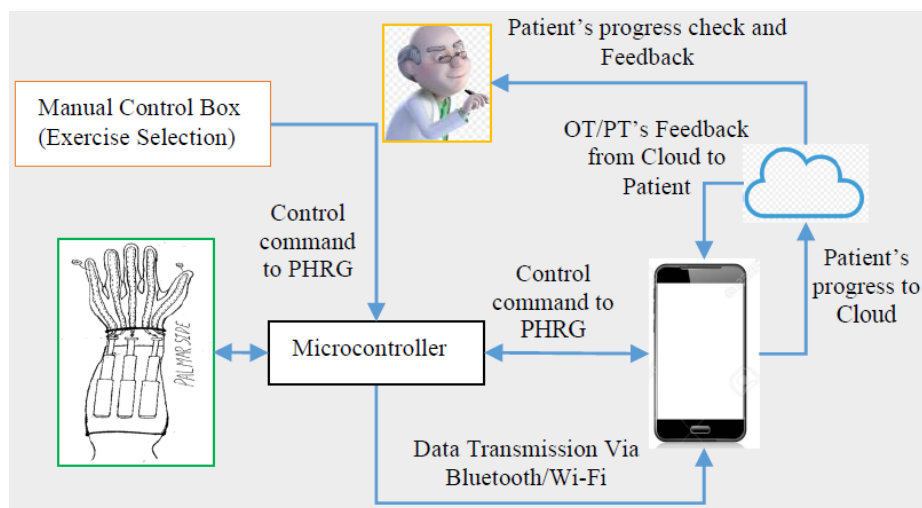 Patient's progress check and
Feedback
Manual Control Box
(Exercise Selection)
OT/PT's Feedback
from Cloud to
Patient
Control
command
to PHRG
Patient's
progress to
Cloud
Control
command to
PHRG
PALMAR SIDE
Microcontroller
Data Transmission Via
Bluetooth/Wi-Fi